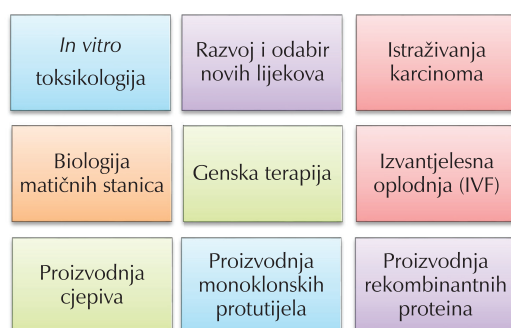 In vitro
toksikologija
Razvoj i odabir
novih lijekova
Istraživanja
karcinoma
Biologija
matičnih stanica
Genska terapija
Izvantjelesna
oplodnja (IVF)
Proizvodnja
cjepiva
Proizvodnja
monoklonskih
protutijela
Proizvodnja
rekombinantnih
proteina